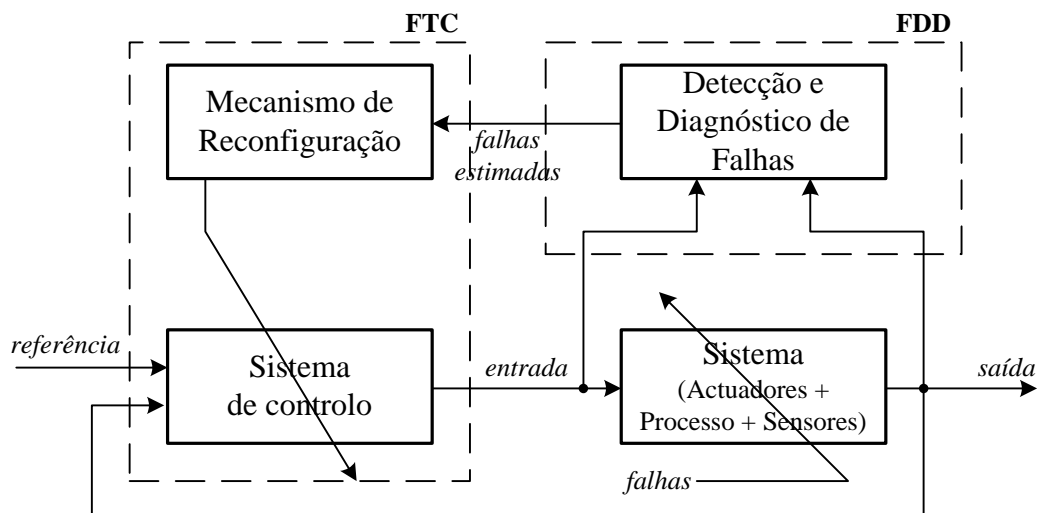 FTC
FDD
Mecanismo de
Reconfiguração
Detecção e
Diagnóstico de
Falhas
falhas
estimadas
referência
Sistema
de controlo
entrada
Sistema
(Actuadores +
Processo + Sensores)
saída
falhas